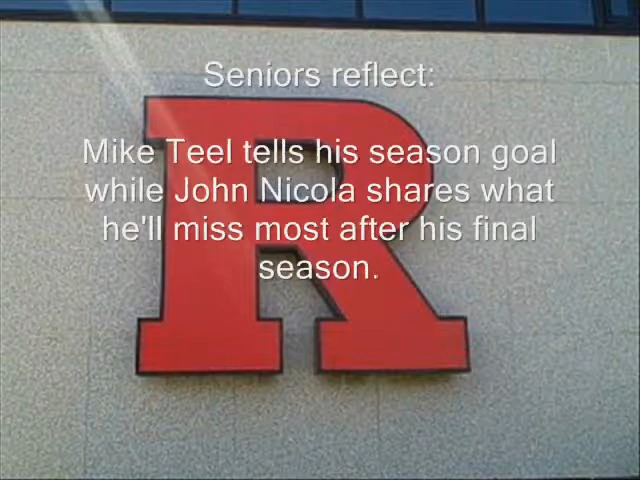 Seniors reflect:
Mike Teel tells his season goal
while John Nicola shares what
he'll miss most after his final
season.
R